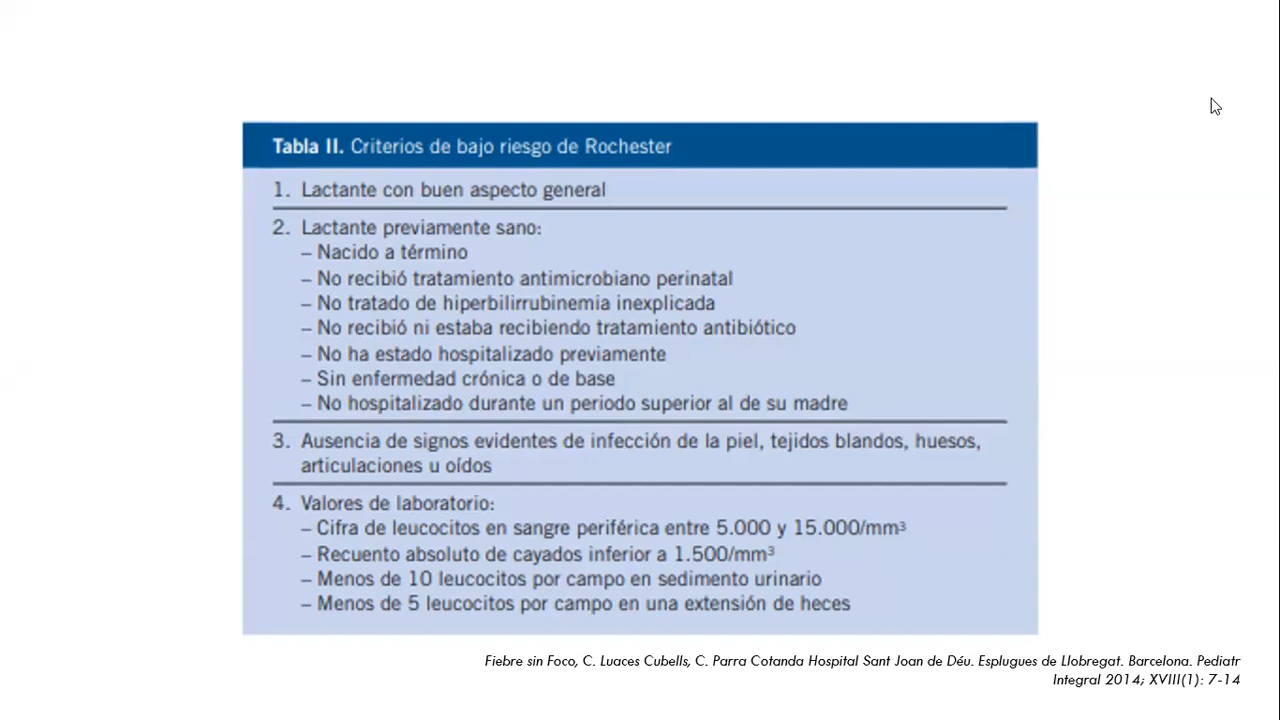 Tabla II. Criterios de bajo riesgo de Rochester
1. Lactante con buen aspecto general
2. Lactante previamente sano:
– Nacido a término
– No recibió tratamiento antimicrobiano perinatal
– No tratado de hiperbilirrubinemia inexplicada
– No recibió ni estaba recibiendo tratamiento antibiótico
– No ha estado hospitalizado previamente
– Sin enfermedad crónica o de base
– No hospitalizado durante un periodo superior al de su madre
3. Ausencia de signos evidentes de infección de la piel, tejidos blandos, huesos,
articulaciones u oídos
4. Valores de laboratorio:
– Cifra de leucocitos en sangre periférica entre 5.000 y 15.000/mm³
– Recuento absoluto de cayados inferior a 1.500/mm³
– Menos de 10 leucocitos por campo en sedimento urinario
– Menos de 5 leucocitos por campo en una extensión de heces
Fiebre sin Foco, C. Luaces Cubells, C. Parra Cotanda Hospital Sant Joan de Déu. Esplugues de Llobregat. Barcelona. Pediatr
Integral 2014; XVIII(1): 7-14